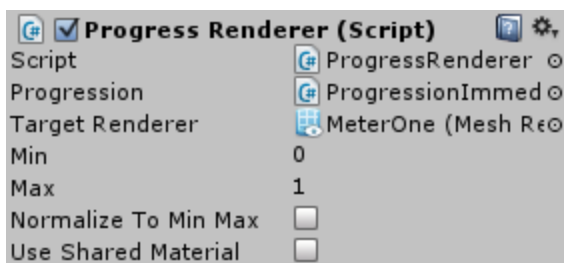 Progress Renderer (Script)
Script ProgressRenderer
Progression ProgressionImmed
Target Renderer MeterOne (Mesh Re
Min 0
Max 1
Normalize To Min Max
Use Shared Material